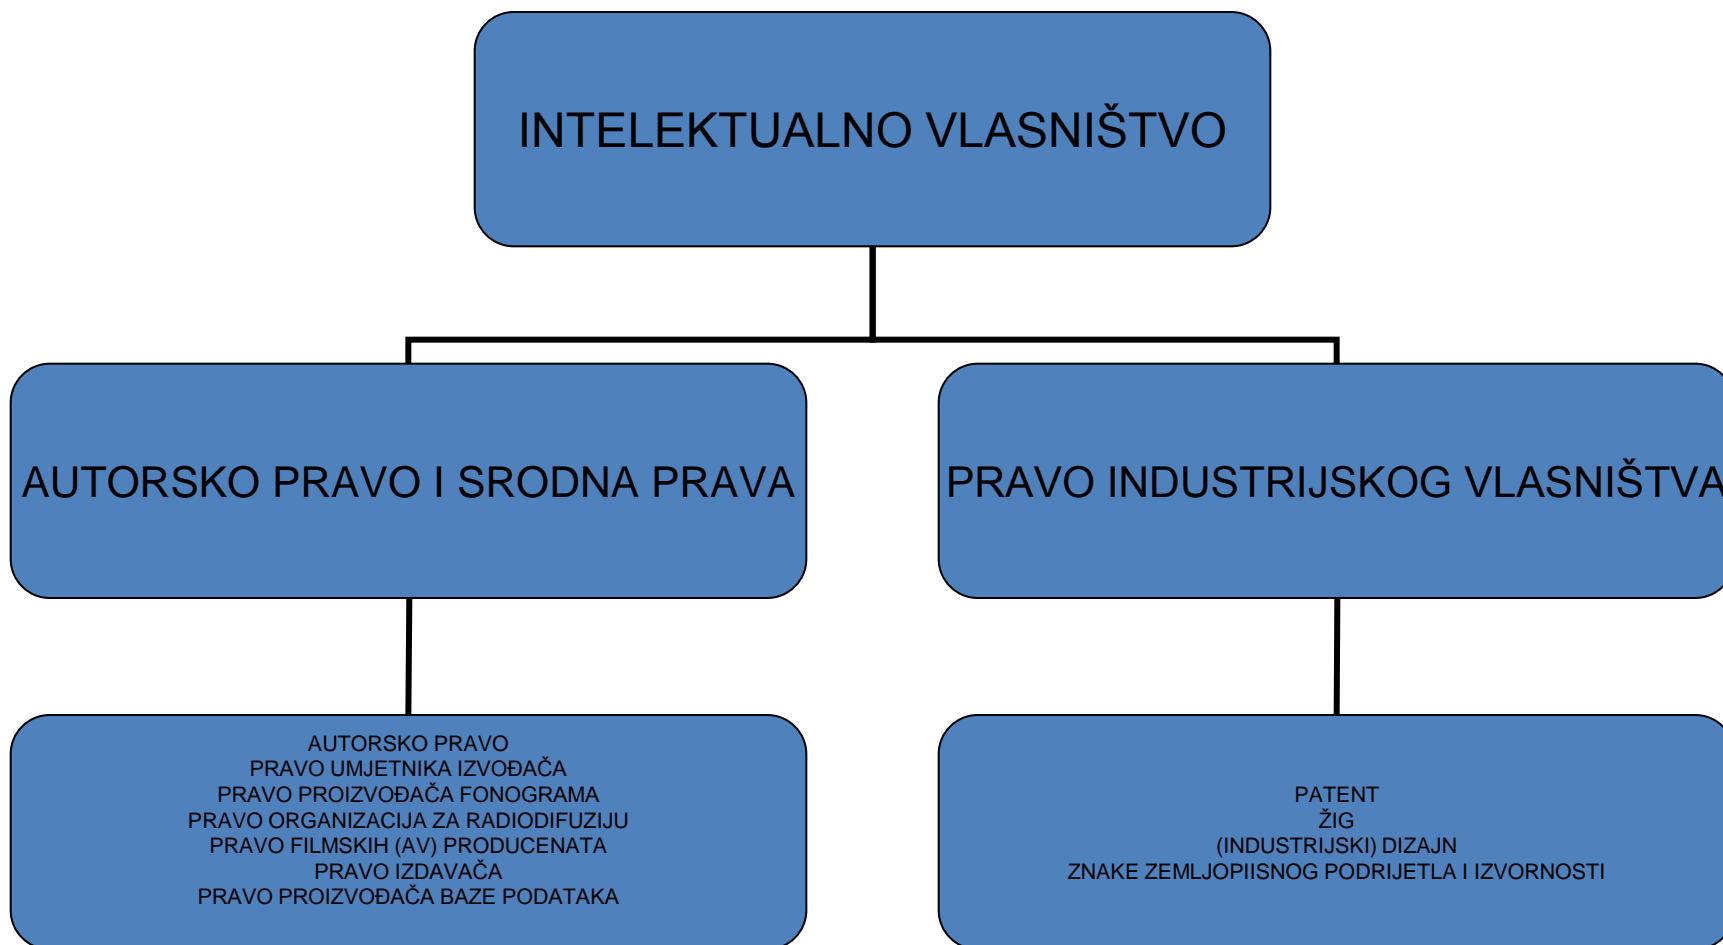 INTELEKTUALNO VLASNIŠTVO
AUTORSKO PRAVO I SRODNA PRAVA
PRAVO INDUSTRIJSKOG VLASNIŠTVA
AUTORSKO PRAVO
PRAVO UMJETNIKA IZVOĐAČA
PRAVO PROIZVOĐAČA FONOGRAMA
PRAVO ORGANIZACIJA ZA RADIODIFUZIJU
PRAVO FILMSKIH (AV) PRODUCENATA
PRAVO IZDAVAČA
PRAVO PROIZVOĐAČA BAZE PODATAKA
PATENT
ŽIG
(INDUSTRIJSKI) DIZAJN
ZNAKE ZEMLJOPIISNOG PODRIJETLA I IZVORNOSTI